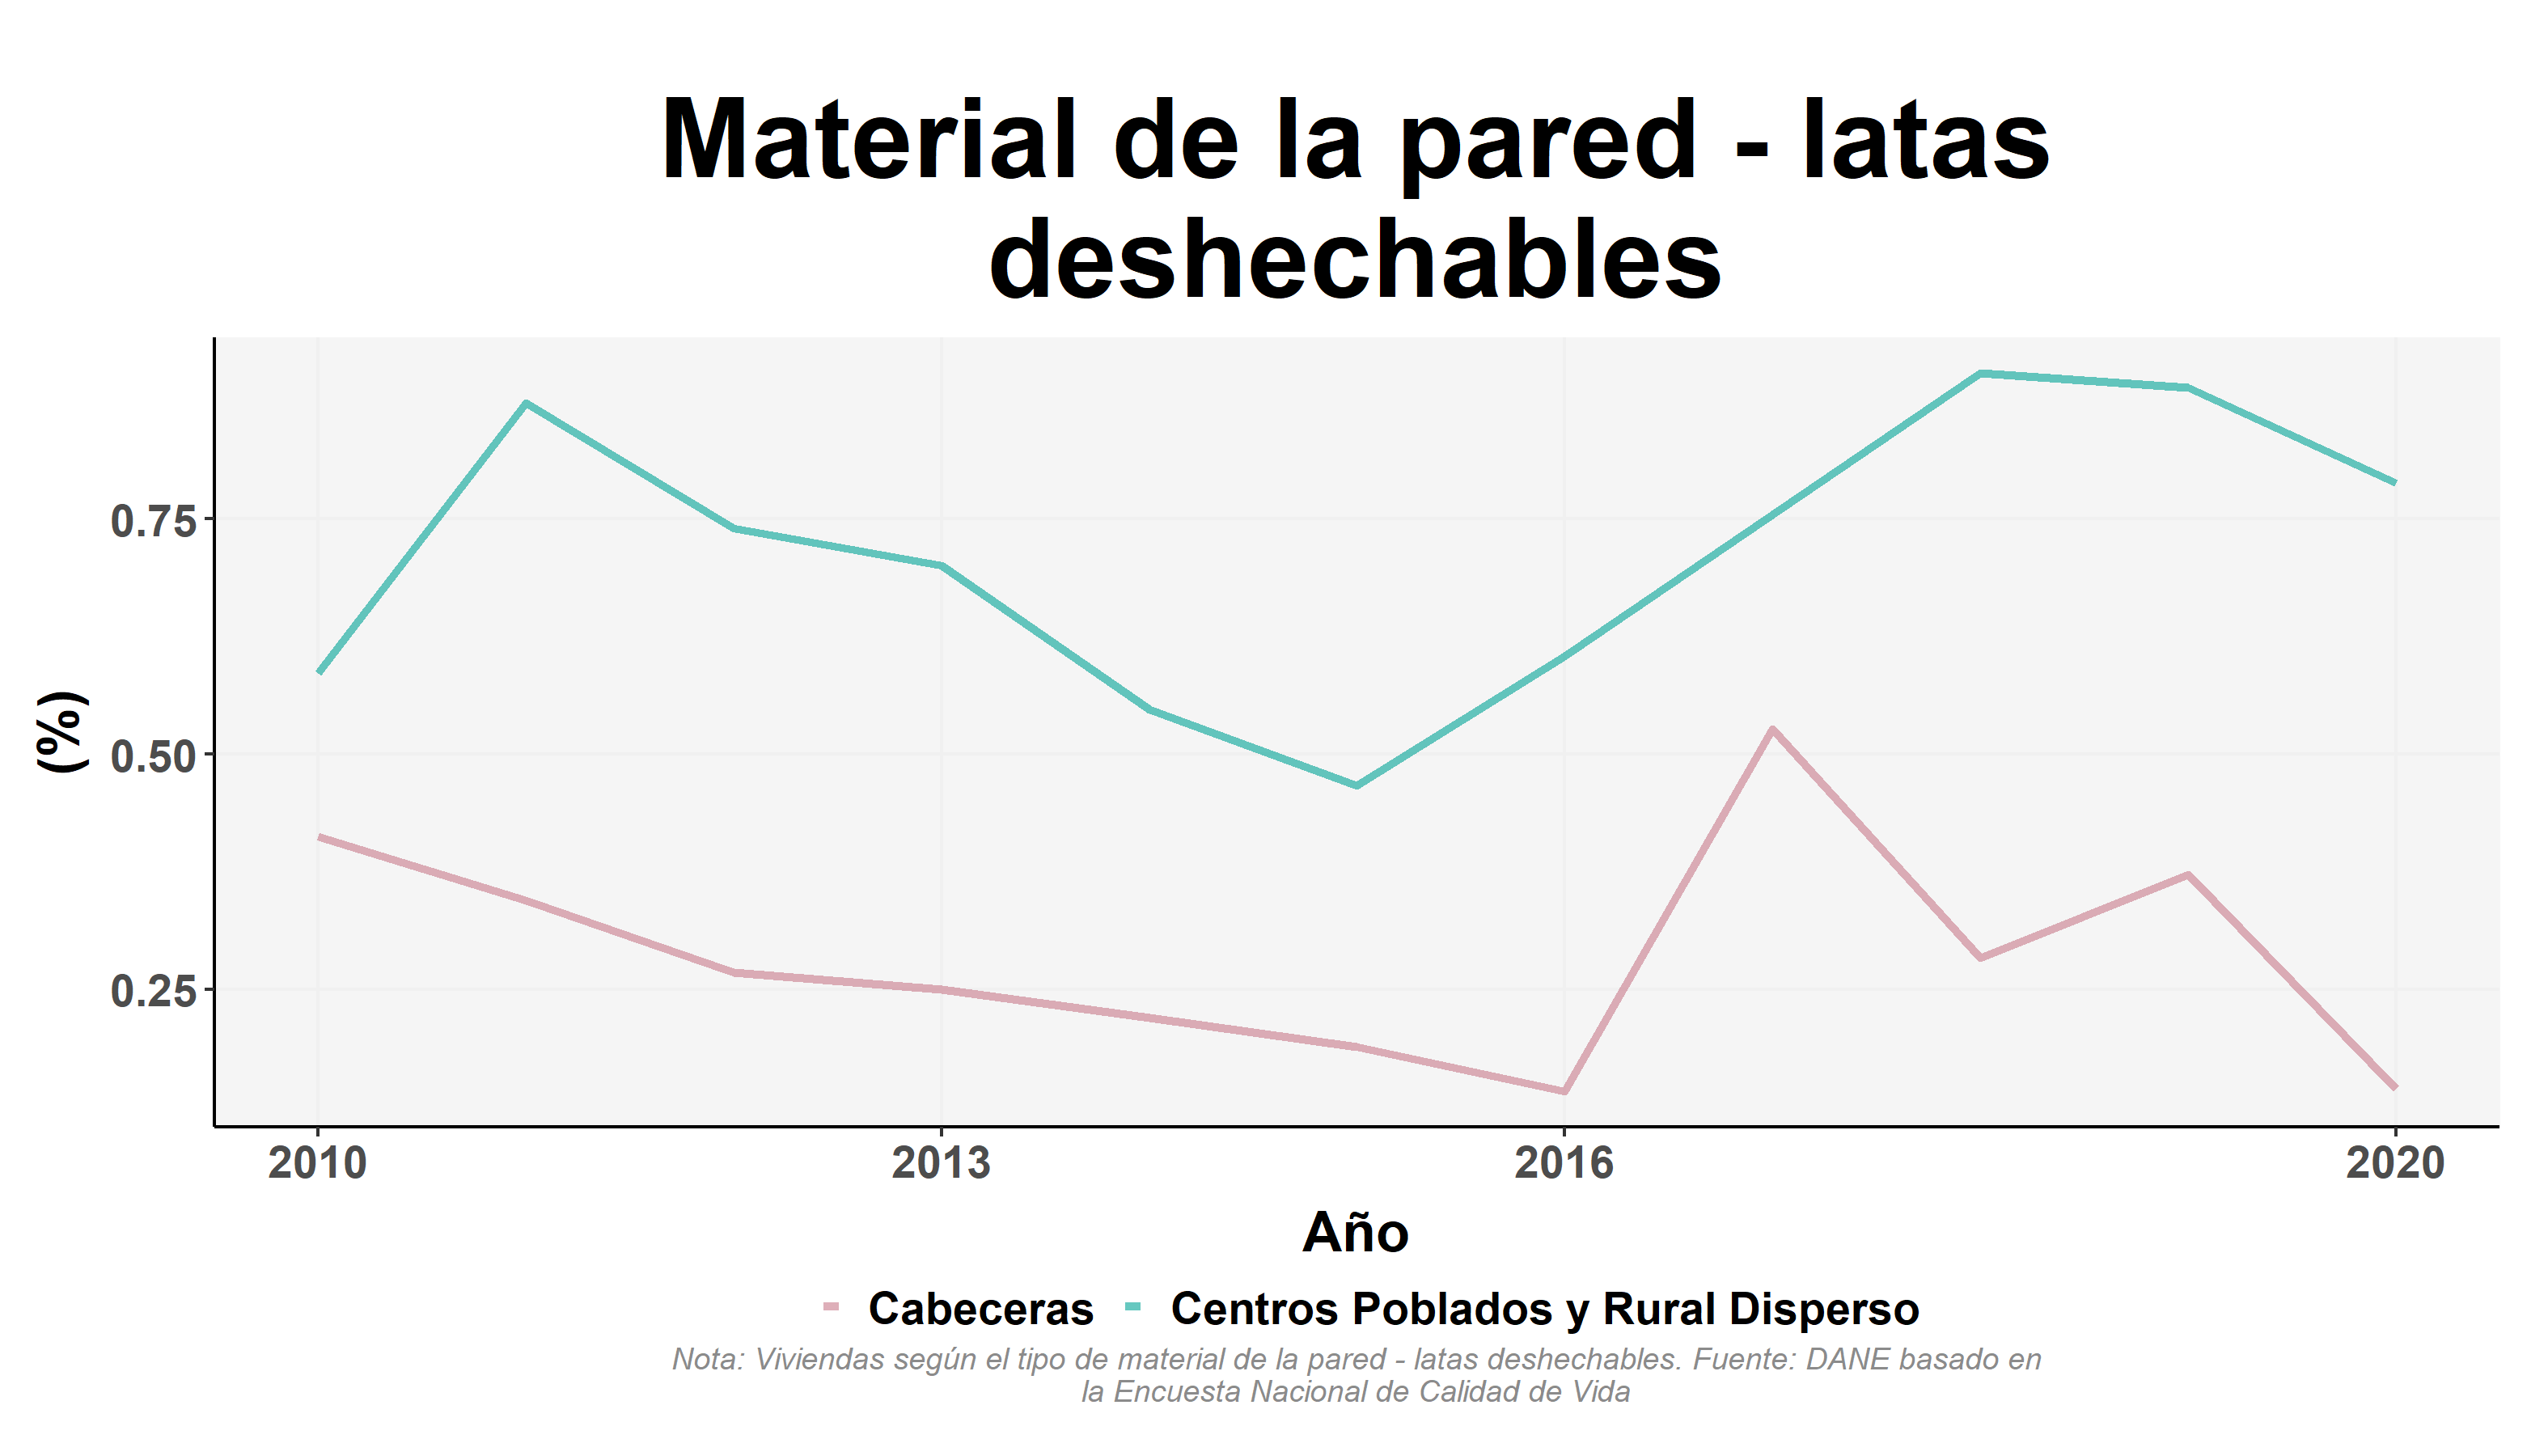 Material de la pared - latas
deshechables
(%)
0.75
0.50
0.25
2010 2013 2016 2020
Año
Cabeceras Centros Poblados y Rural Disperso
Nota: Viviendas según el tipo de material de la pared - latas deshechables. Fuente: DANE basado en
la Encuesta Nacional de Calidad de Vida